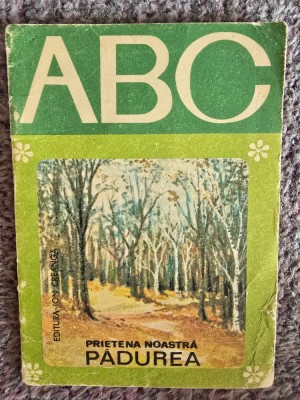 ABC
EDITURA ION CREANGĂ
PRIETENA NOASTRĂ
PĂDUREA